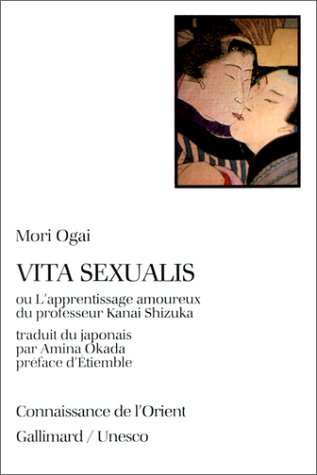 Mori Ogai
VITA SEXUALIS
ou L'apprentissage amoureux
du professeur Kanai Shizuka
traduit du japonais
par Amina Okada
préface d'Étiemble
Connaissance de l'Orient
Gallimard / Unesco